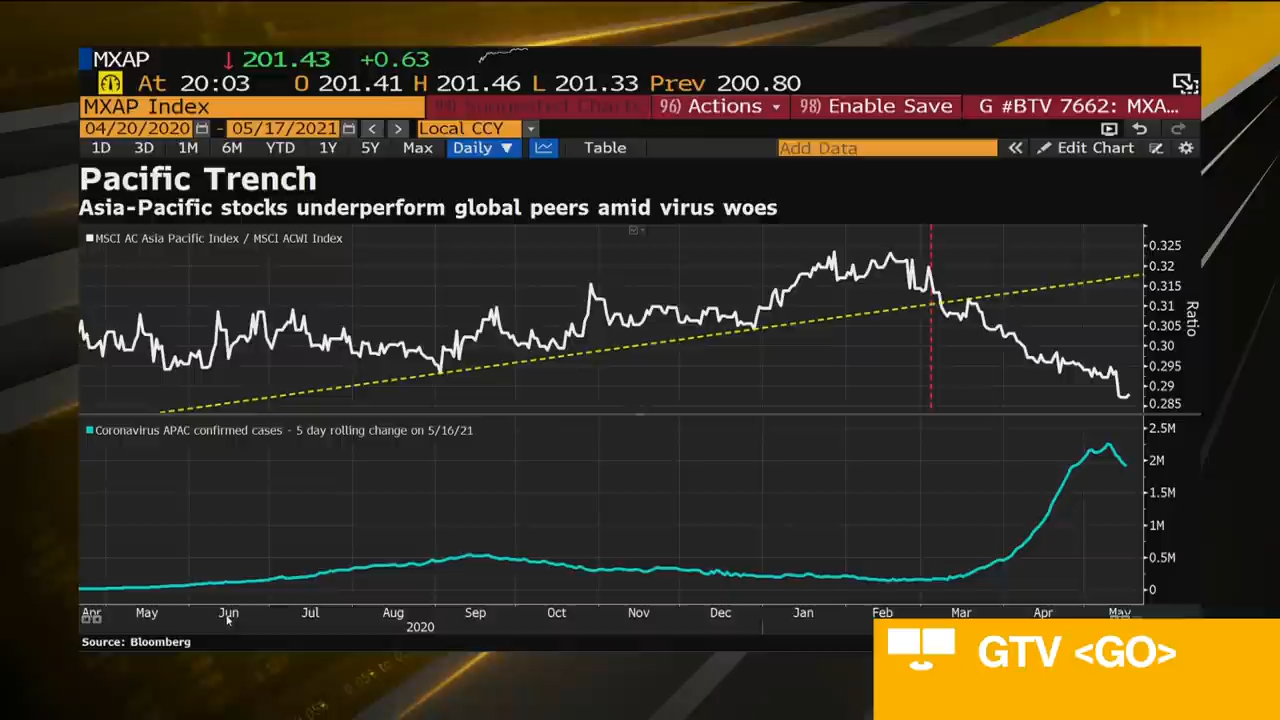 MXAP ↓ 201.43 +0.63
At 20:03 O 201.41 H 201.46 L 201.33 Prev 200.80
MXAP Index 94) Suggested Charts 96) Actions 98) Enable Save G #BTV 7662: MXA...
04/20/2020 - 05/17/2021 < > Local CCY
1D 3D 1M 6M YTD 1Y 5Y Max Daily ▼ Table Add Data « Edit Chart
Pacific Trench
Asia-Pacific stocks underperform global peers amid virus woes
MSCI AC Asia Pacific Index / MSCI ACWI Index
0.325
0.32
0.315
0.31
0.305
0.30
0.295
0.29
0.285
Ratio
Coronavirus APAC confirmed cases - 5 day rolling change on 5/16/21
2.5M
2M
1.5M
1M
0.5M
0
Apr May Jun Jul Aug Sep Oct Nov Dec Jan Feb Mar Apr May
2020
Source: Bloomberg
GTV <GO>